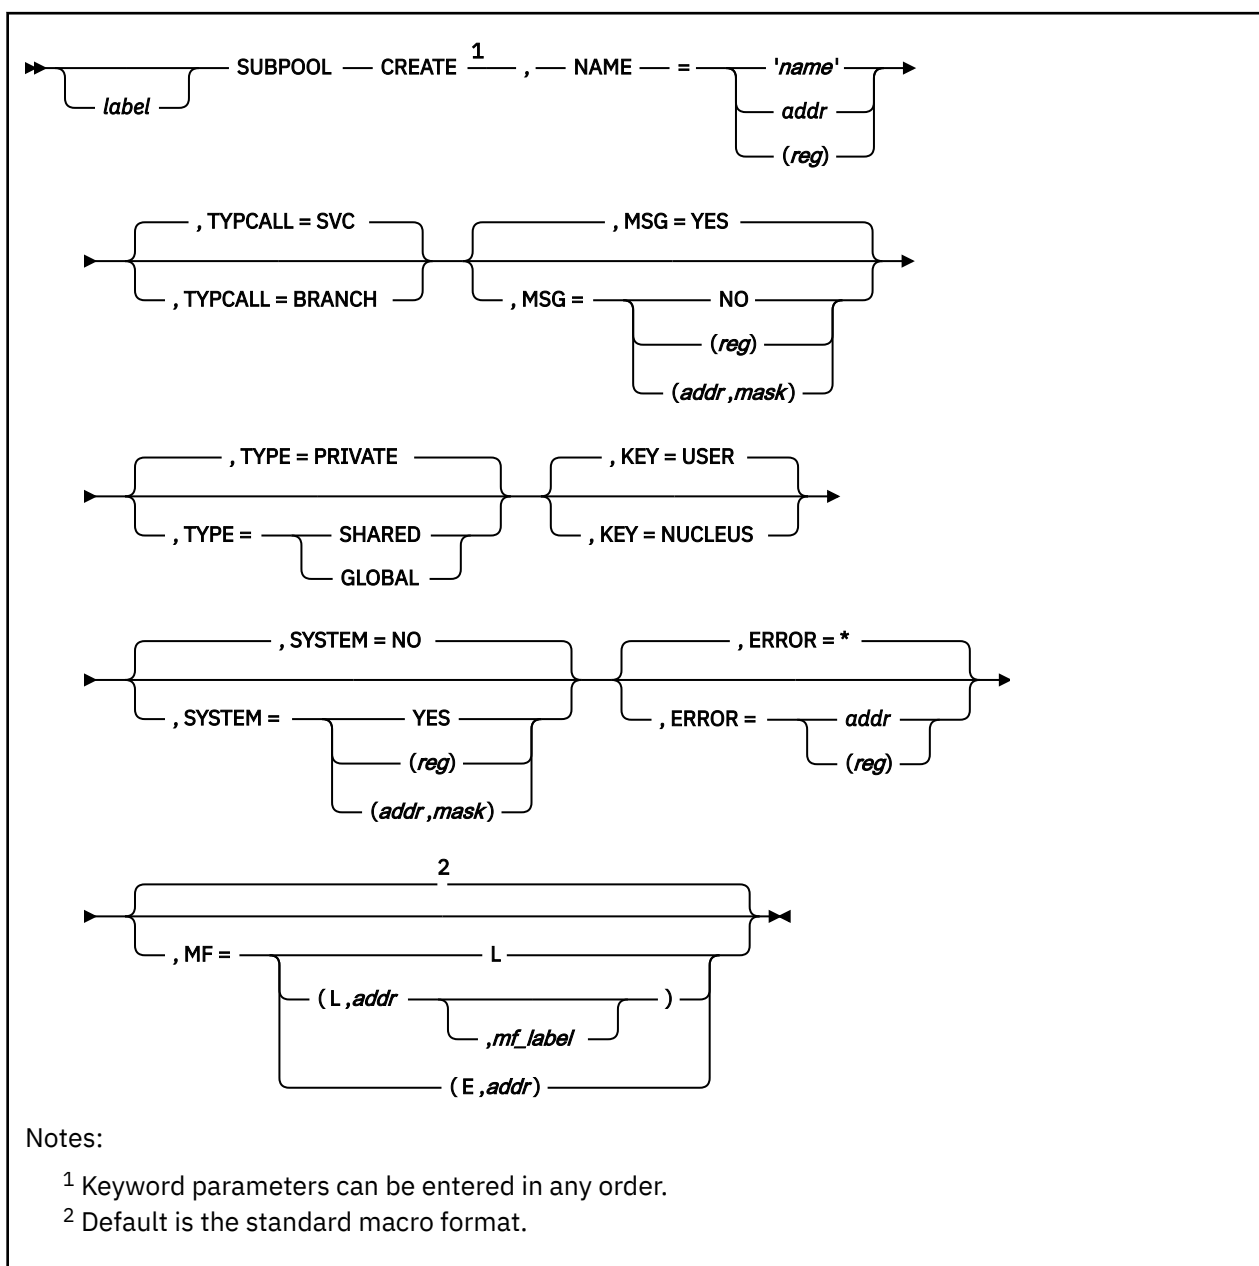 SUBPOOL CREATE 1 , NAME = 'name'
label
addr
(reg)
, TYPCALL = SVC , MSG = YES
, TYPCALL = BRANCH , MSG = NO
(reg)
(addr ,mask)
, TYPE = PRIVATE , KEY = USER
, TYPE = SHARED , KEY = NUCLEUS
GLOBAL
, SYSTEM = NO , ERROR = *
, SYSTEM = YES , ERROR = addr
(reg) (reg)
(addr ,mask)
2
, MF = L
( L ,addr )
,mf_label
( E ,addr)
Notes:
1 Keyword parameters can be entered in any order.
2 Default is the standard macro format.